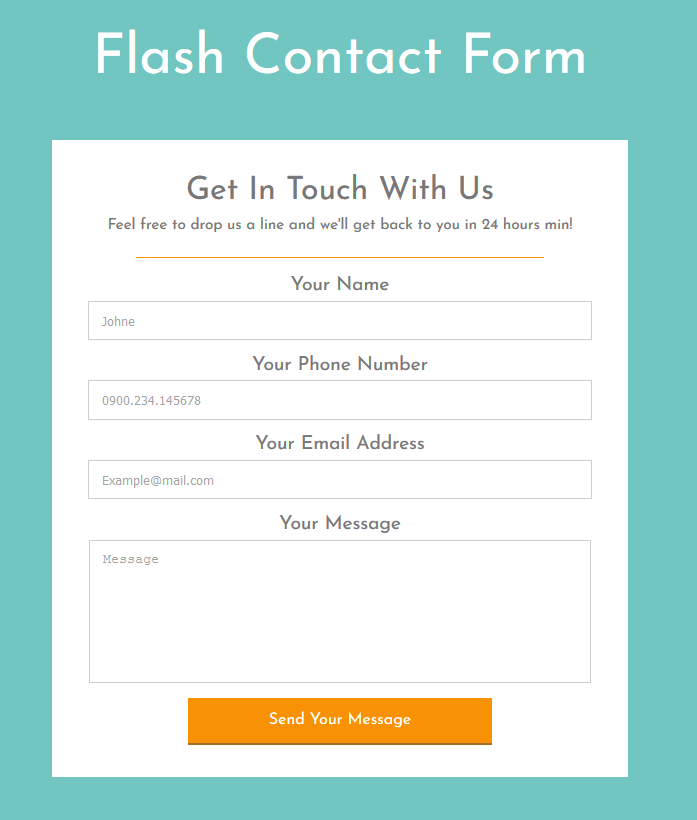 Flash Contact Form
Get In Touch With Us
Feel free to drop us a line and we'll get back to you in 24 hours min!
Your Name
Johne
Your Phone Number
0900.234.145678
Your Email Address
Example@mail.com
Your Message
Message
Send Your Message